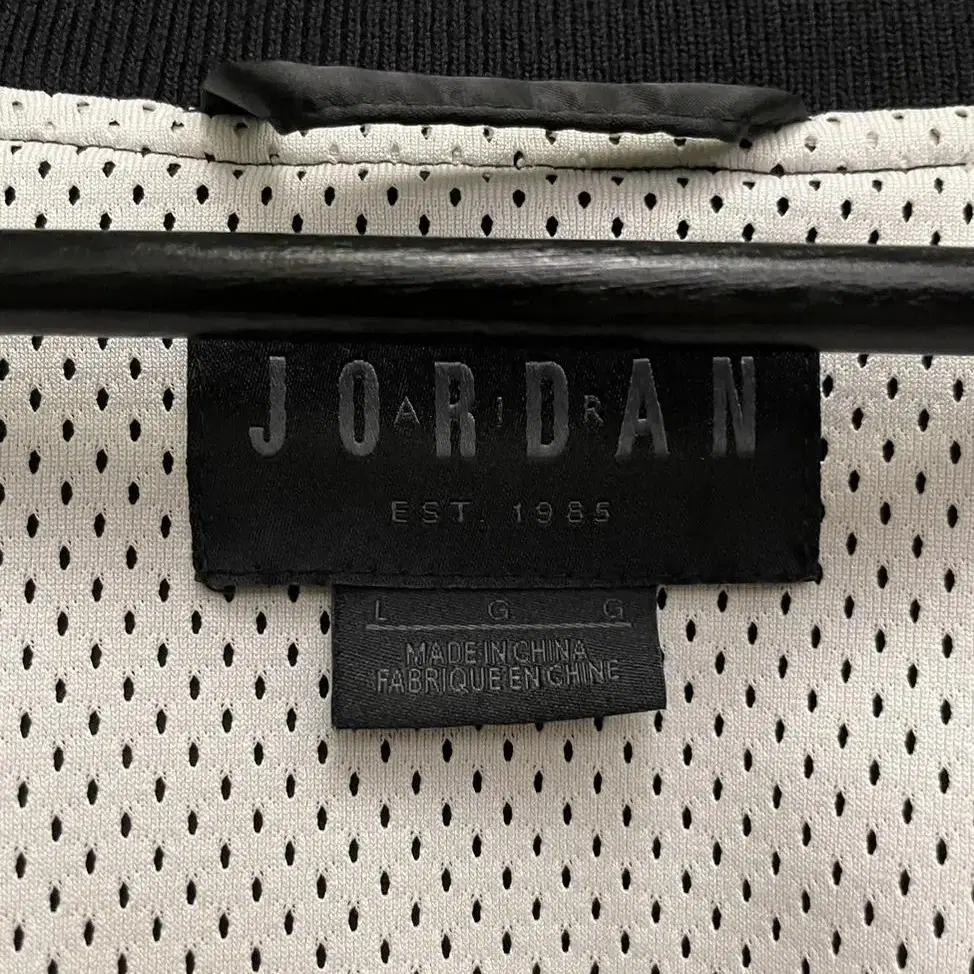 JORDAN
AIR
EST. 1985
L G G
MADE IN CHINA
FABRIQUE EN CHINE